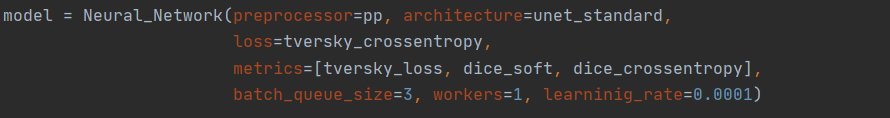 model = Neural_Network(preprocessor=pp, architecture=unet_standard,
loss=tversky_crossentropy,
metrics=[tversky_loss, dice_soft, dice_crossentropy],
batch_queue_size=3, workers=1, learninig_rate=0.0001)